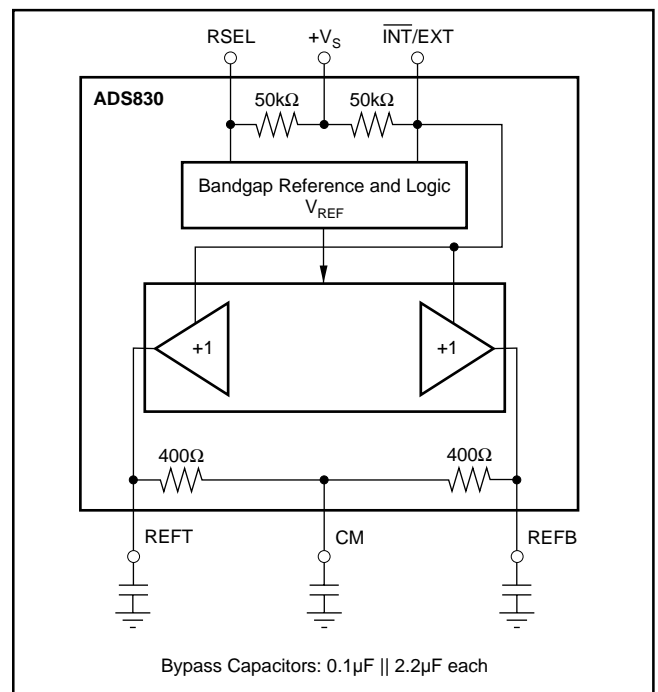 RSEL +VS INT/EXT
ADS830
50kΩ 50kΩ
Bandgap Reference and Logic
VREF
+1 +1
400Ω 400Ω
REFT CM REFB
Bypass Capacitors: 0.1µF || 2.2µF each